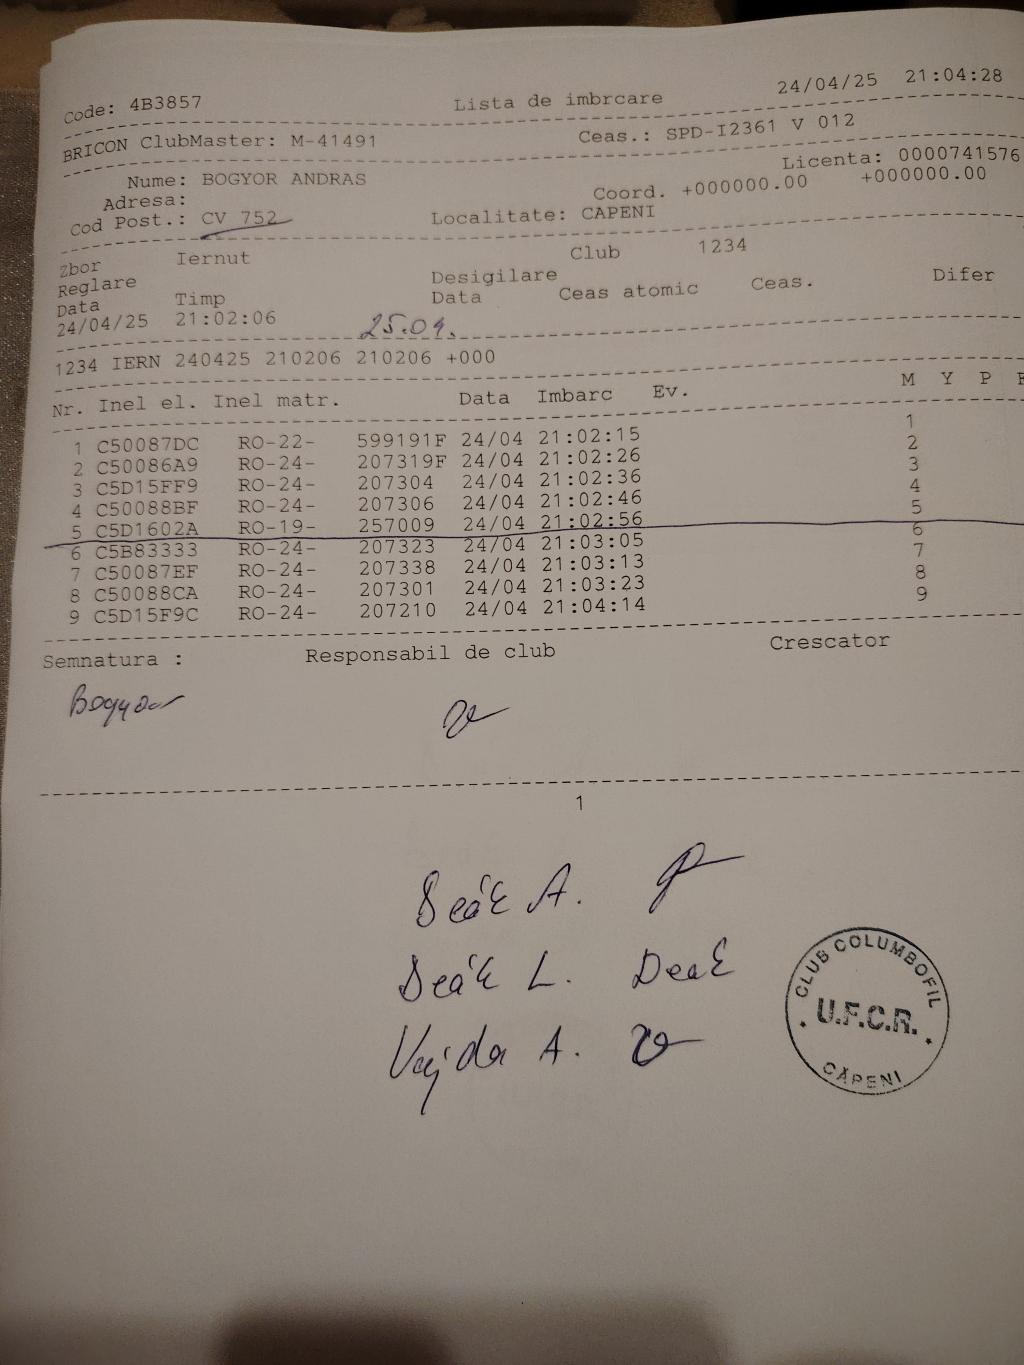 Code: 4B3857 Lista de imbrcare 24/04/25 21:04:28
BRICON ClubMaster: M-41491 Ceas.: SPD-I2361 V 012
Licenta: 0000741576
Nume: BOGYOR ANDRAS
Adresa: Coord. +000000.00 +000000.00
Cod Post.: CV 752 Localitate: CAPENI
Zbor Iernut Club 1234
Reglare Desigilare
Data Timp Data Ceas atomic Ceas. Difer
24/04/25 21:02:06
25.04.
1234 IERN 240425 210206 210206 +000
Nr. Inel el. Inel matr. Data Imbarc Ev. M Y P
1 C50087DC RO-22- 599191F 24/04 21:02:15 1
2 C50086A9 RO-24- 207319F 24/04 21:02:26 2
3 C5D15FF9 RO-24- 207304 24/04 21:02:36 3
4 C50088BF RO-24- 207306 24/04 21:02:46 4
5 C5D1602A RO-19- 257009 24/04 21:02:56 5
6 C5B83333 RO-24- 207323 24/04 21:03:05 6
7 C50087EF RO-24- 207338 24/04 21:03:13 7
8 C50088CA RO-24- 207301 24/04 21:03:23 8
9 C5D15F9C RO-24- 207210 24/04 21:04:14 9
Semnatura : Responsabil de club Crescator
Bogyor
1
Deák A.
Deák L. Deak
Vajda A.
CLUB COLUMBOFIL
U.F.C.R.
CĂPENI